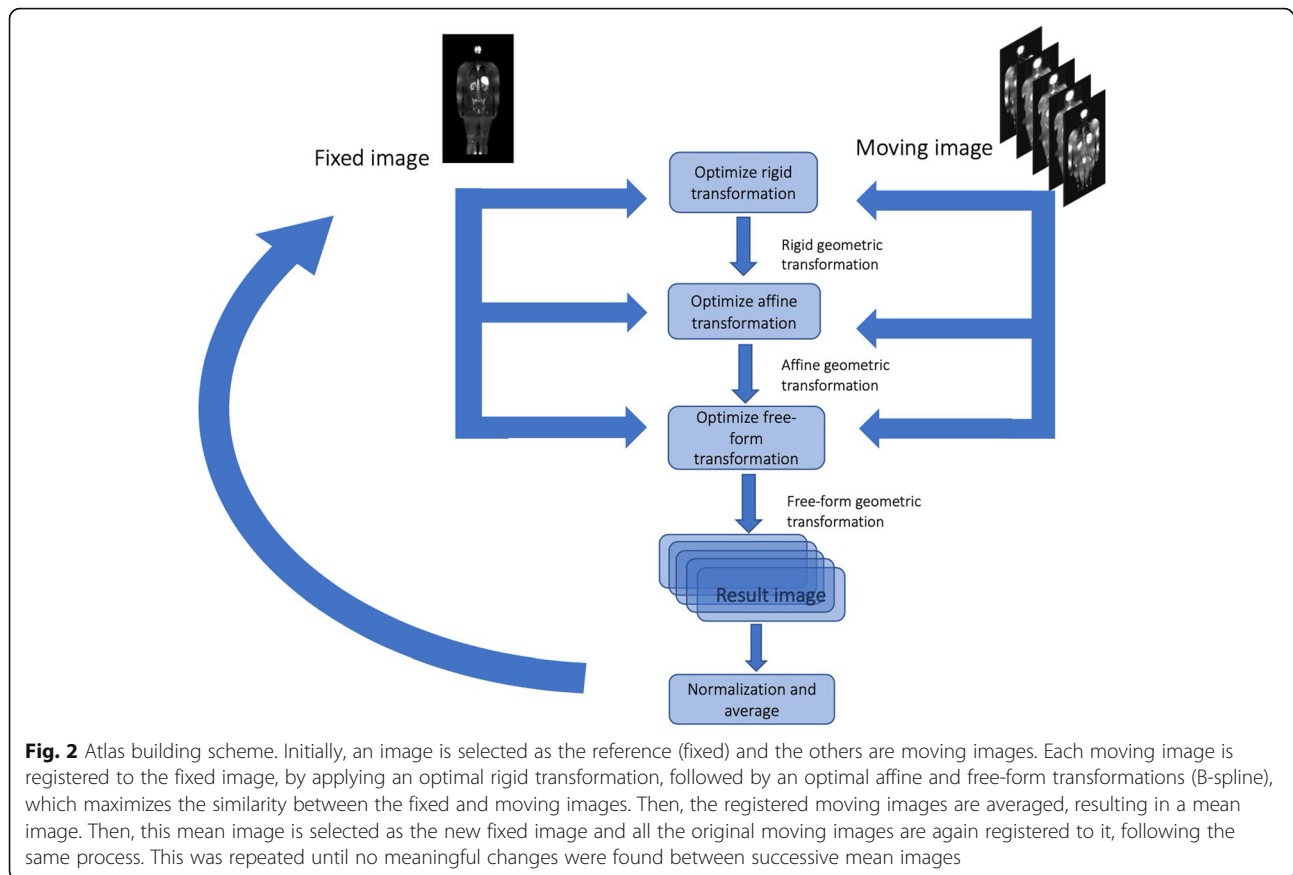 Fixed image
Moving image
Optimize rigid
transformation
Rigid geometric
transformation
Optimize affine
transformation
Affine geometric
transformation
Optimize free-
form
transformation
Free-form geometric
transformation
Result image
Normalization and
average
Fig. 2 Atlas building scheme. Initially, an image is selected as the reference (fixed) and the others are moving images. Each moving image is
registered to the fixed image, by applying an optimal rigid transformation, followed by an optimal affine and free-form transformations (B-spline),
which maximizes the similarity between the fixed and moving images. Then, the registered moving images are averaged, resulting in a mean
image. Then, this mean image is selected as the new fixed image and all the original moving images are again registered to it, following the
same process. This was repeated until no meaningful changes were found between successive mean images